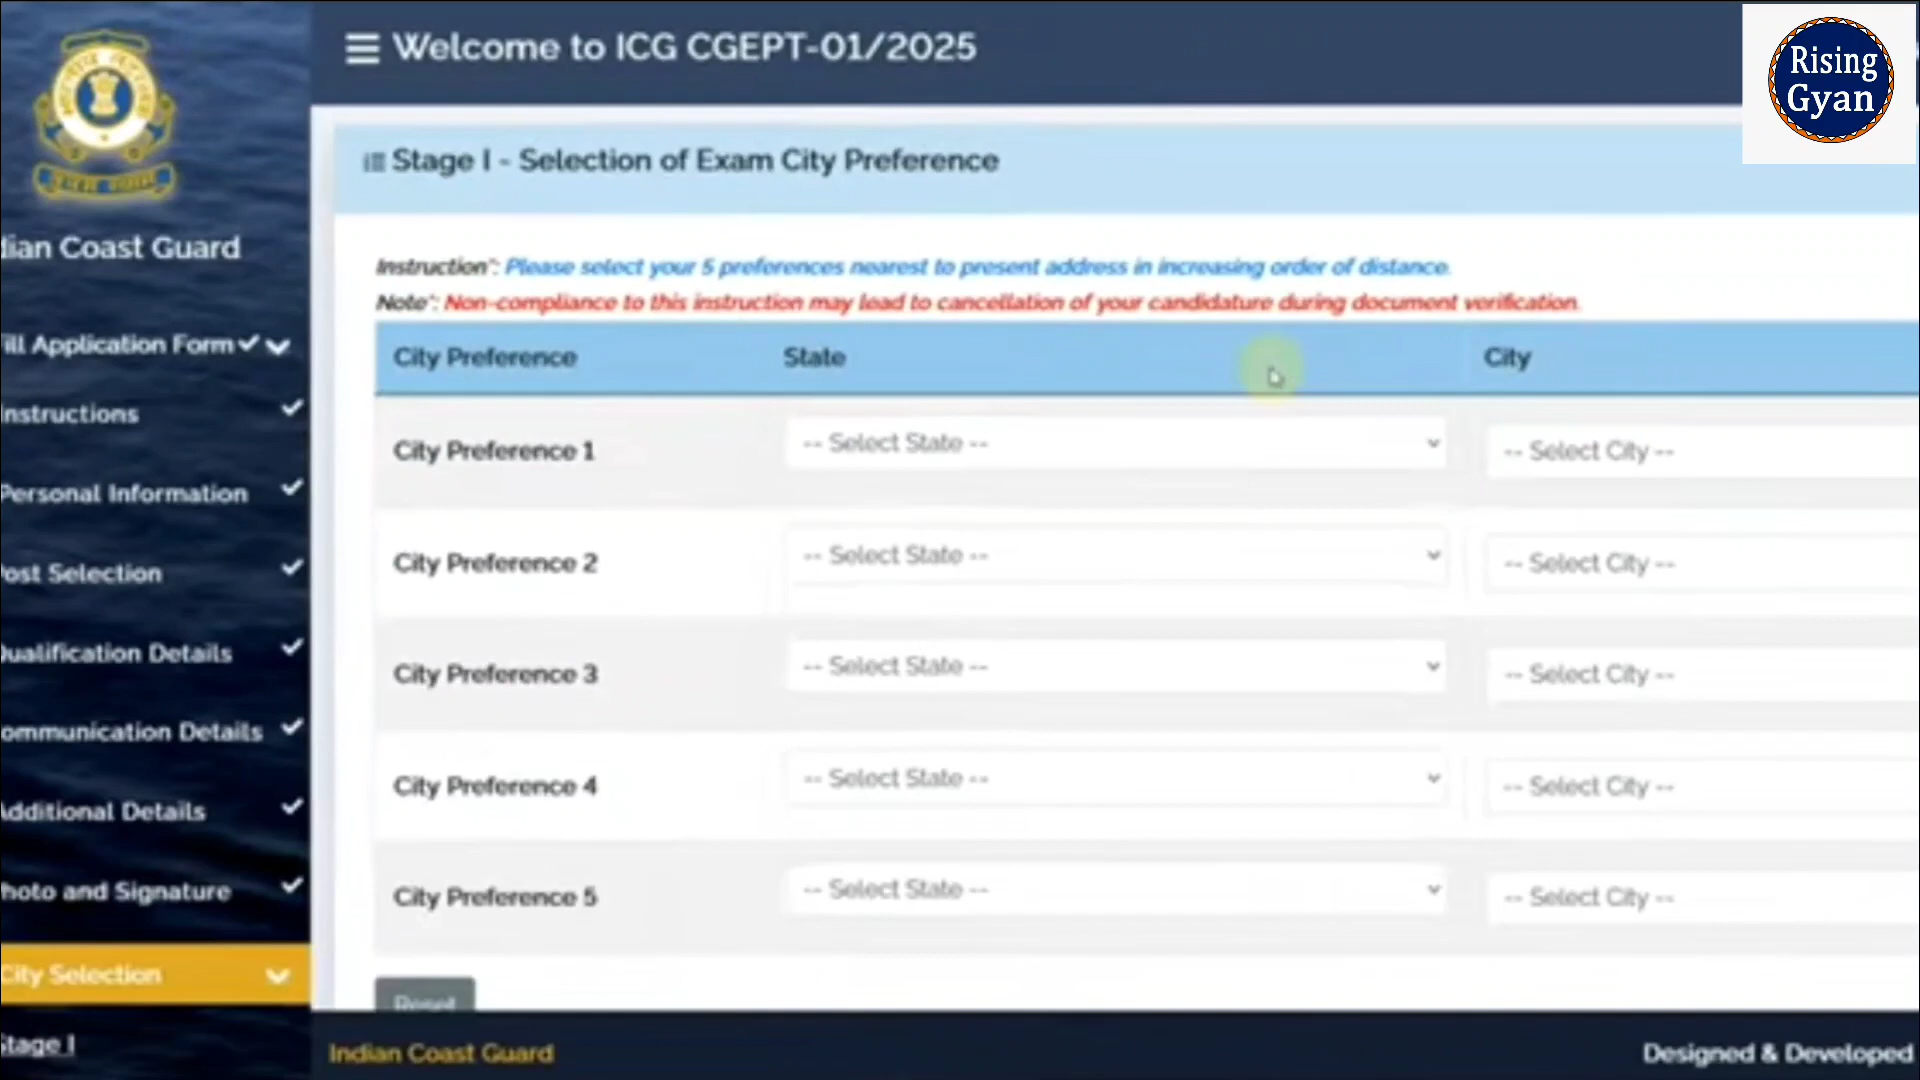 Welcome to ICG CGEPT-01/2025
Rising
Gyan
dian Coast Guard
ill Application Form
Instructions
Personal Information
ost Selection
Qualification Details
ommunication Details
Additional Details
hoto and Signature
City Selection
Stage I
Stage I - Selection of Exam City Preference
Instruction*: Please select your 5 preferences nearest to present address in increasing order of distance.
Note*: Non-compliance to this instruction may lead to cancellation of your candidature during document verification.
City Preference State City
City Preference 1 -- Select State -- -- Select City --
City Preference 2 -- Select State -- -- Select City --
City Preference 3 -- Select State -- -- Select City --
City Preference 4 -- Select State -- -- Select City --
City Preference 5 -- Select State -- -- Select City --
Reset
Indian Coast Guard
Designed & Developed